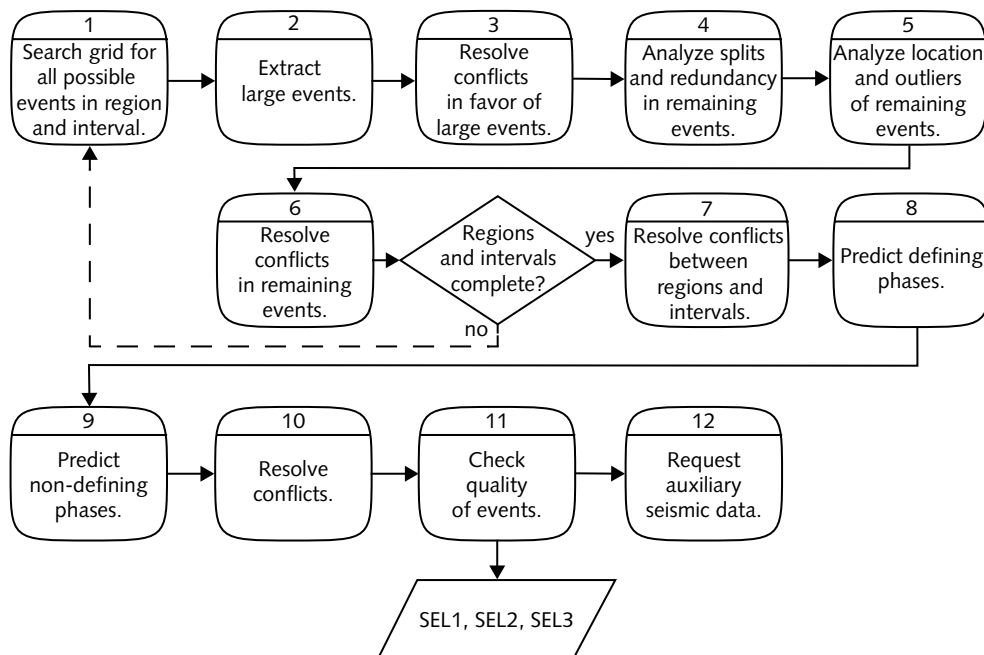 1
Search grid for
all possible
events in region
and interval.
2
Extract
large events.
3
Resolve
conflicts
in favor of
large events.
4
Analyze splits
and redundancy
in remaining
events.
5
Analyze location
and outliers
of remaining
events.
6
Resolve
conflicts
in remaining
events.
Regions
and intervals
complete?
yes
no
7
Resolve conflicts
between
regions and
intervals.
8
Predict defining
phases.
9
Predict
non-defining
phases.
10
Resolve
conflicts.
11
Check
quality
of events.
12
Request
auxiliary
seismic data.
SEL1, SEL2, SEL3